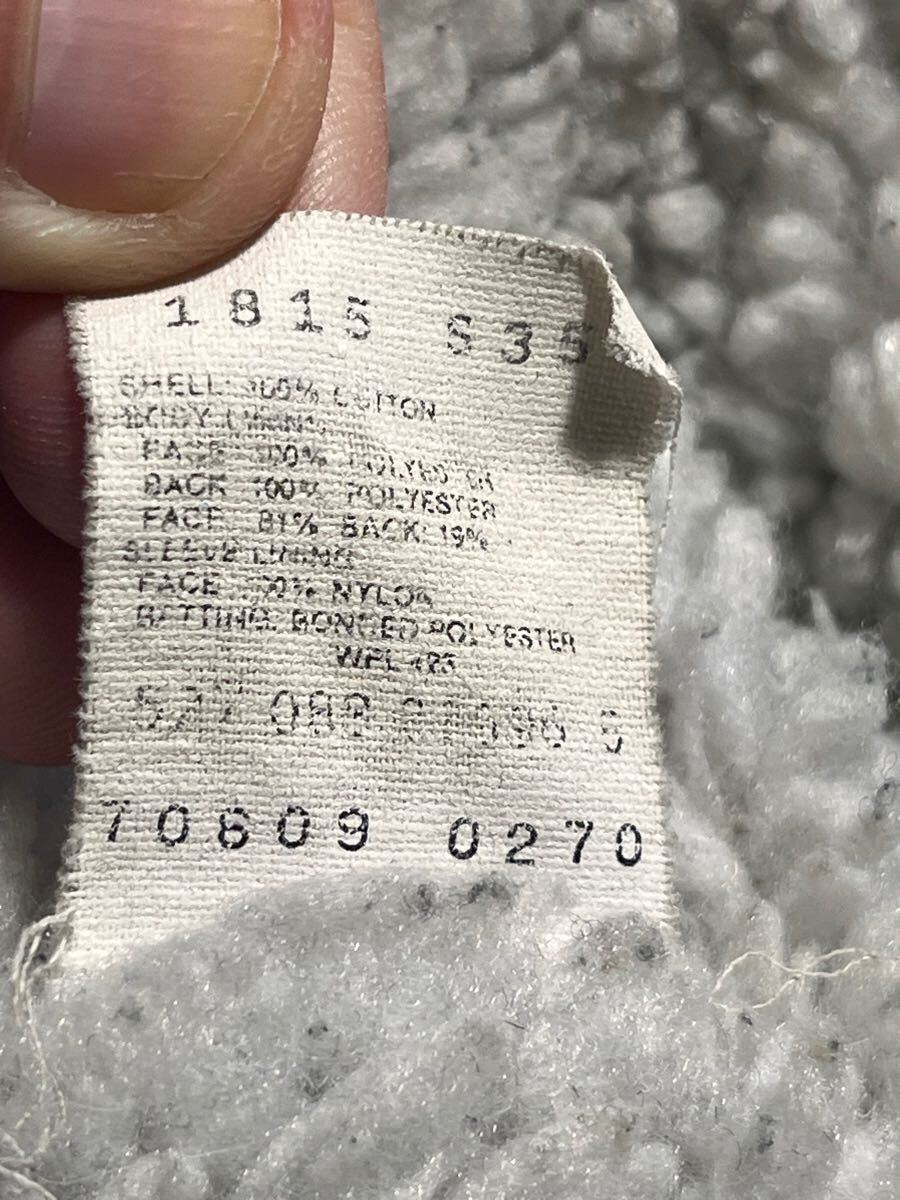 1815 S35
SHELL: 100% COTTON
BODY LINING
FACE 100% POLYESTER
BACK 100% POLYESTER
FACE: 81% BACK: 19%
SLEEVE LINING
FACE 100% NYLON
BATTING: BONDED POLYESTER
WPL 423
70609 0270